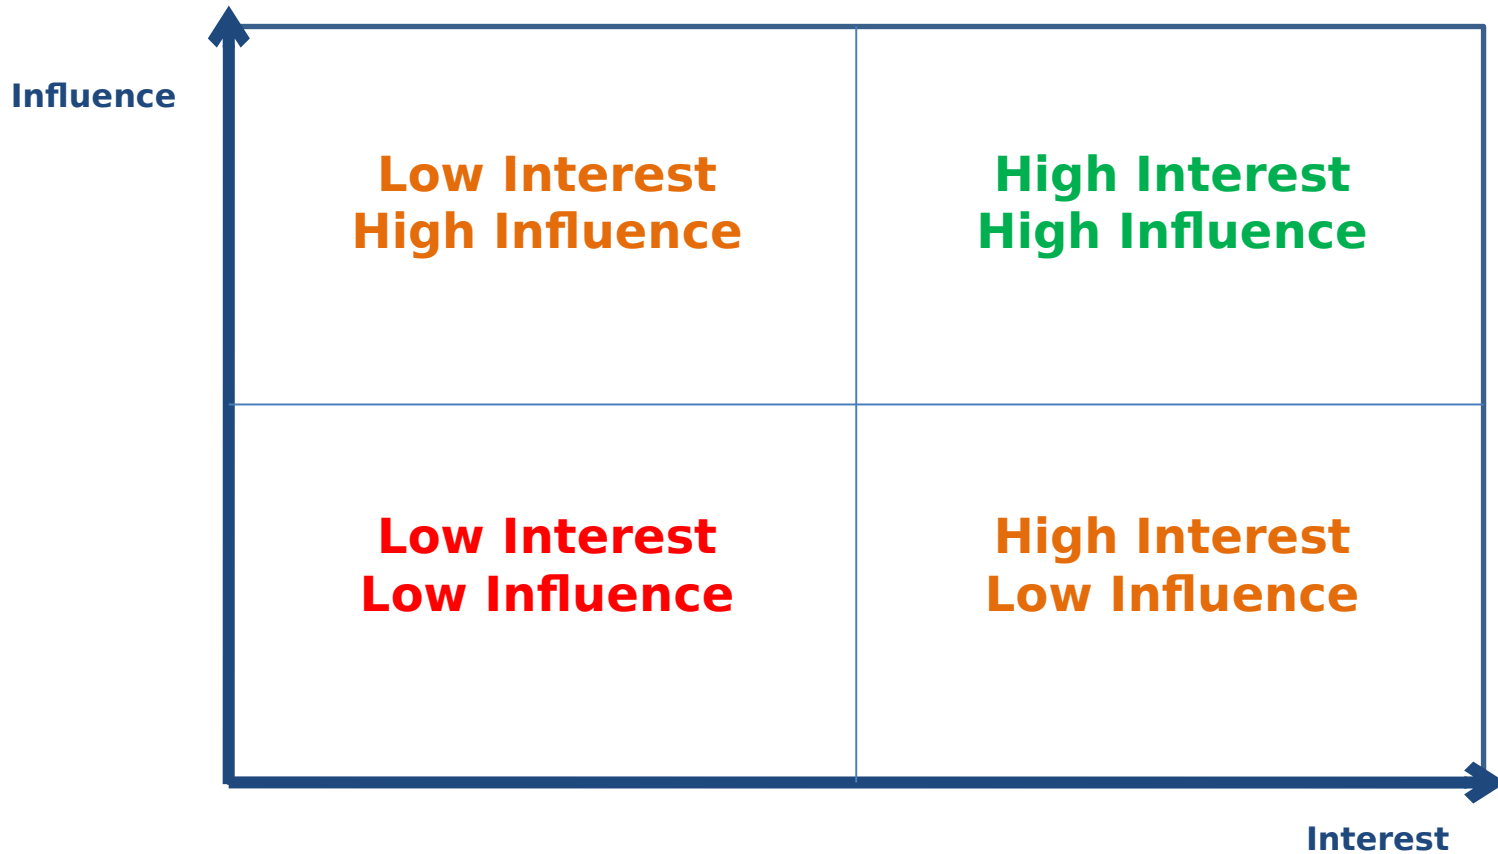 Influence
Low Interest
High Influence
High Interest
High Influence
Low Interest
Low Influence
High Interest
Low Influence
Interest